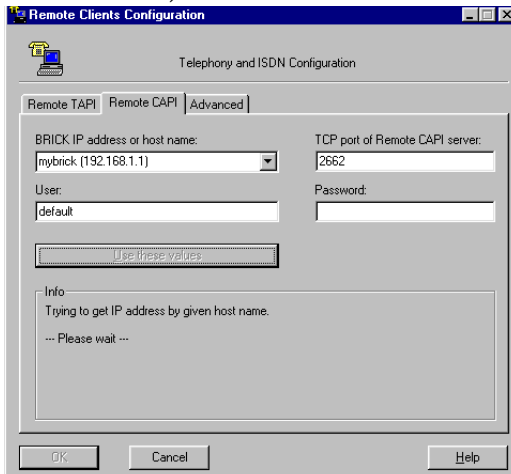 Remote Clients Configuration
Telephony and ISDN Configuration
Remote TAPI Remote CAPI Advanced
BRICK IP address or host name: TCP port of Remote CAPI server:
mybrick (192.168.1.1) 2662
User: Password:
default
Use these values
Info
Trying to get IP address by given host name.
--- Please wait ---
OK Cancel Help